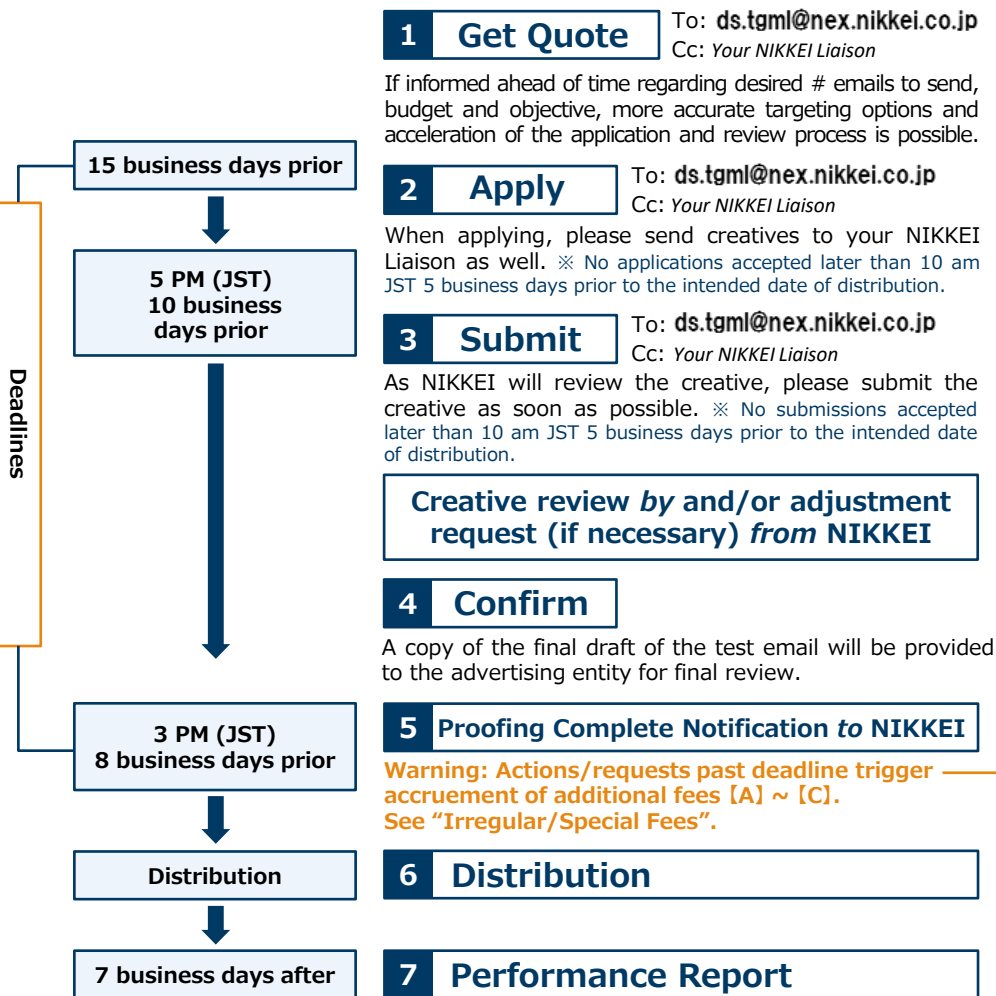 1 Get Quote
To: ds.tgml@nex.nikkei.co.jp
Cc: Your NIKKEI Liaison
If informed ahead of time regarding desired # emails to send,
budget and objective, more accurate targeting options and
acceleration of the application and review process is possible.
15 business days prior
2 Apply
To: ds.tgml@nex.nikkei.co.jp
Cc: Your NIKKEI Liaison
When applying, please send creatives to your NIKKEI
Liaison as well. ※ No applications accepted later than 10 am
JST 5 business days prior to the intended date of distribution.
5 PM (JST)
10 business
days prior
3 Submit
To: ds.tgml@nex.nikkei.co.jp
Cc: Your NIKKEI Liaison
As NIKKEI will review the creative, please submit the
creative as soon as possible. ※ No submissions accepted
later than 10 am JST 5 business days prior to the intended date
of distribution.
Deadlines
Creative review by and/or adjustment
request (if necessary) from NIKKEI
4 Confirm
A copy of the final draft of the test email will be provided
to the advertising entity for final review.
3 PM (JST)
8 business days prior
5 Proofing Complete Notification to NIKKEI
Warning: Actions/requests past deadline trigger
accruement of additional fees【A】~【C】.
See “Irregular/Special Fees”.
Distribution
6 Distribution
7 business days after
7 Performance Report